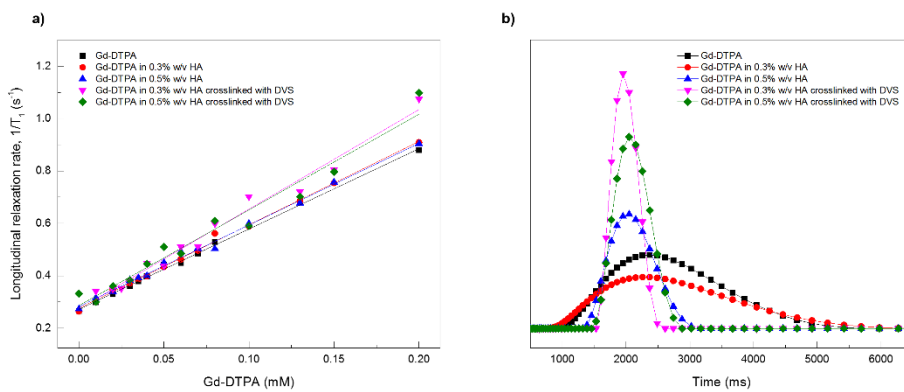 a)
Gd-DTPA
Gd-DTPA in 0.3% w/v HA
Gd-DTPA in 0.5% w/v HA
Gd-DTPA in 0.3% w/v HA crosslinked with DVS
Gd-DTPA in 0.5% w/v HA crosslinked with DVS
Longitudinal relaxation rate, 1/T₁ (s⁻¹)
1.2
1.0
0.8
0.6
0.4
0.2
0.00
0.05
0.10
0.15
0.20
Gd-DTPA (mM)
b)
Gd-DTPA
Gd-DTPA in 0.3% w/v HA
Gd-DTPA in 0.5% w/v HA
Gd-DTPA in 0.3% w/v HA crosslinked with DVS
Gd-DTPA in 0.5% w/v HA crosslinked with DVS
1000
2000
3000
4000
5000
6000
Time (ms)